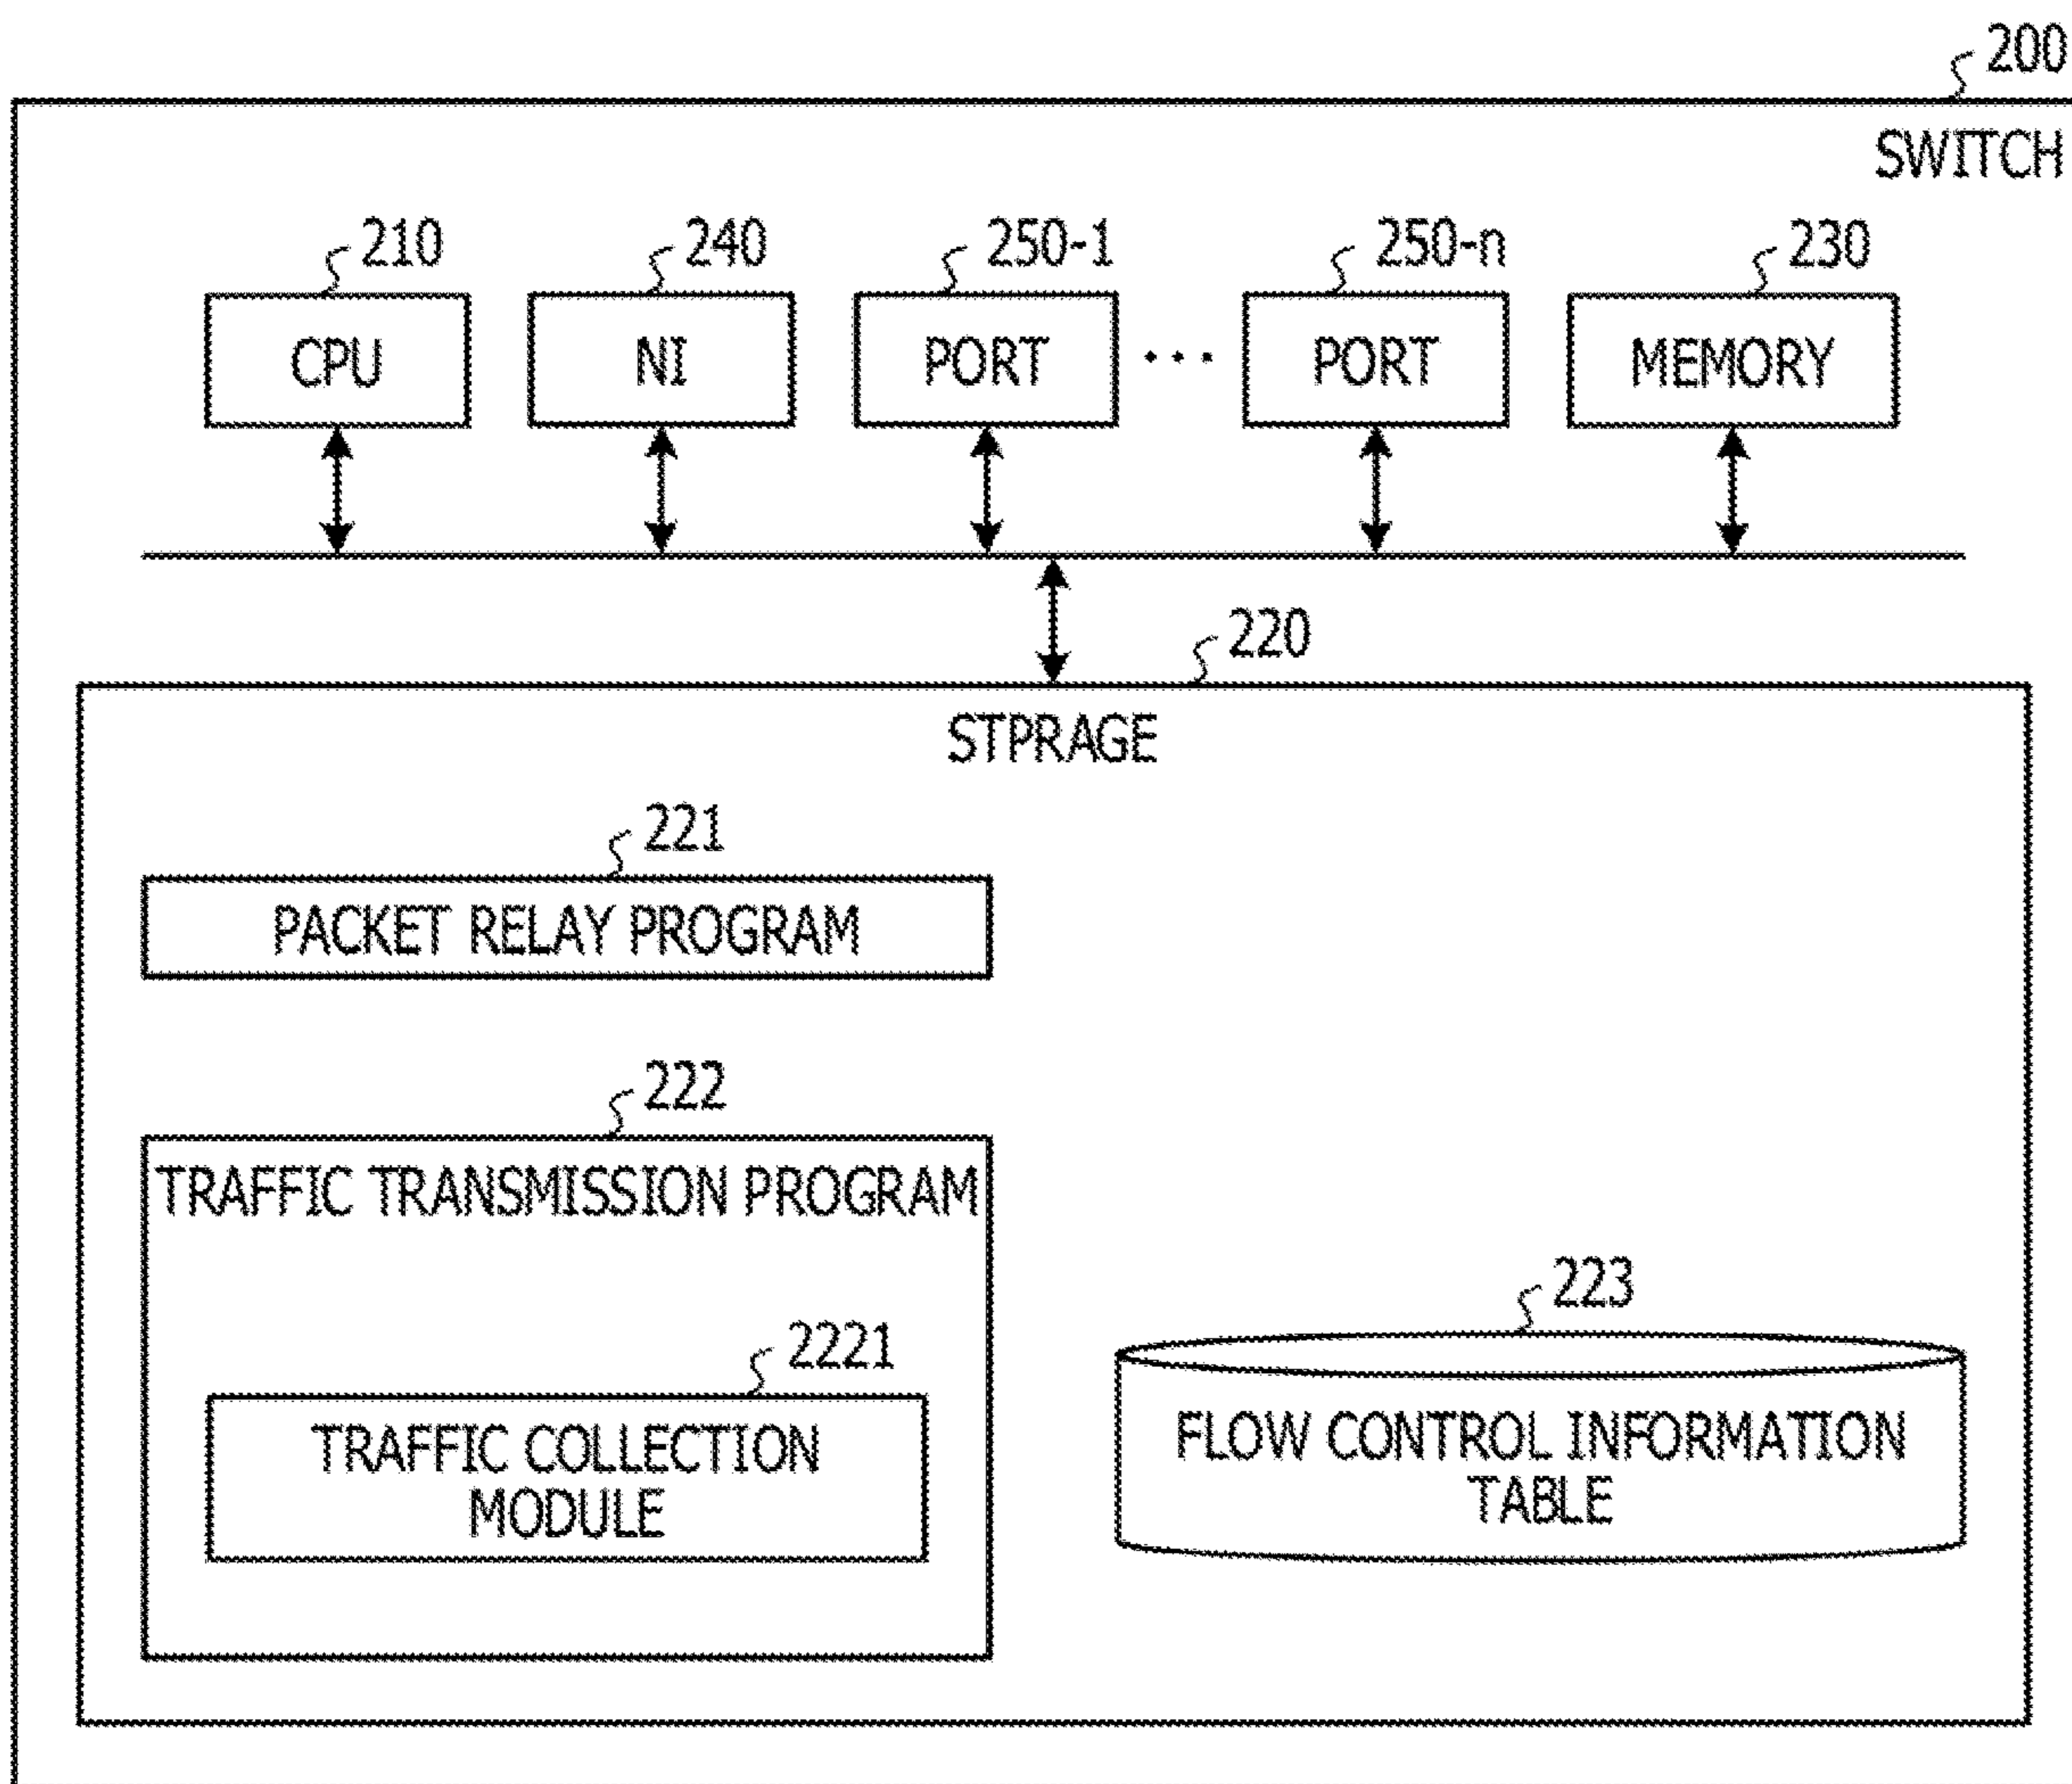 200
SWITCH
210
240
250-1
250-n
230
CPU
NI
PORT
...
PORT
MEMORY
220
STPRAGE
221
PACKET RELAY PROGRAM
222
TRAFFIC TRANSMISSION PROGRAM
2221
TRAFFIC COLLECTION
MODULE
223
FLOW CONTROL INFORMATION
TABLE